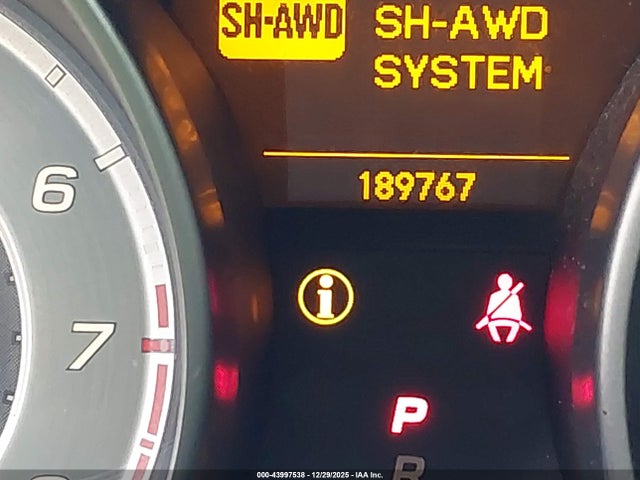 SH-AWD SH-AWD
SYSTEM
189767
6
7
P
R
000-43997538 - 12/29/2025 - IAA Inc.